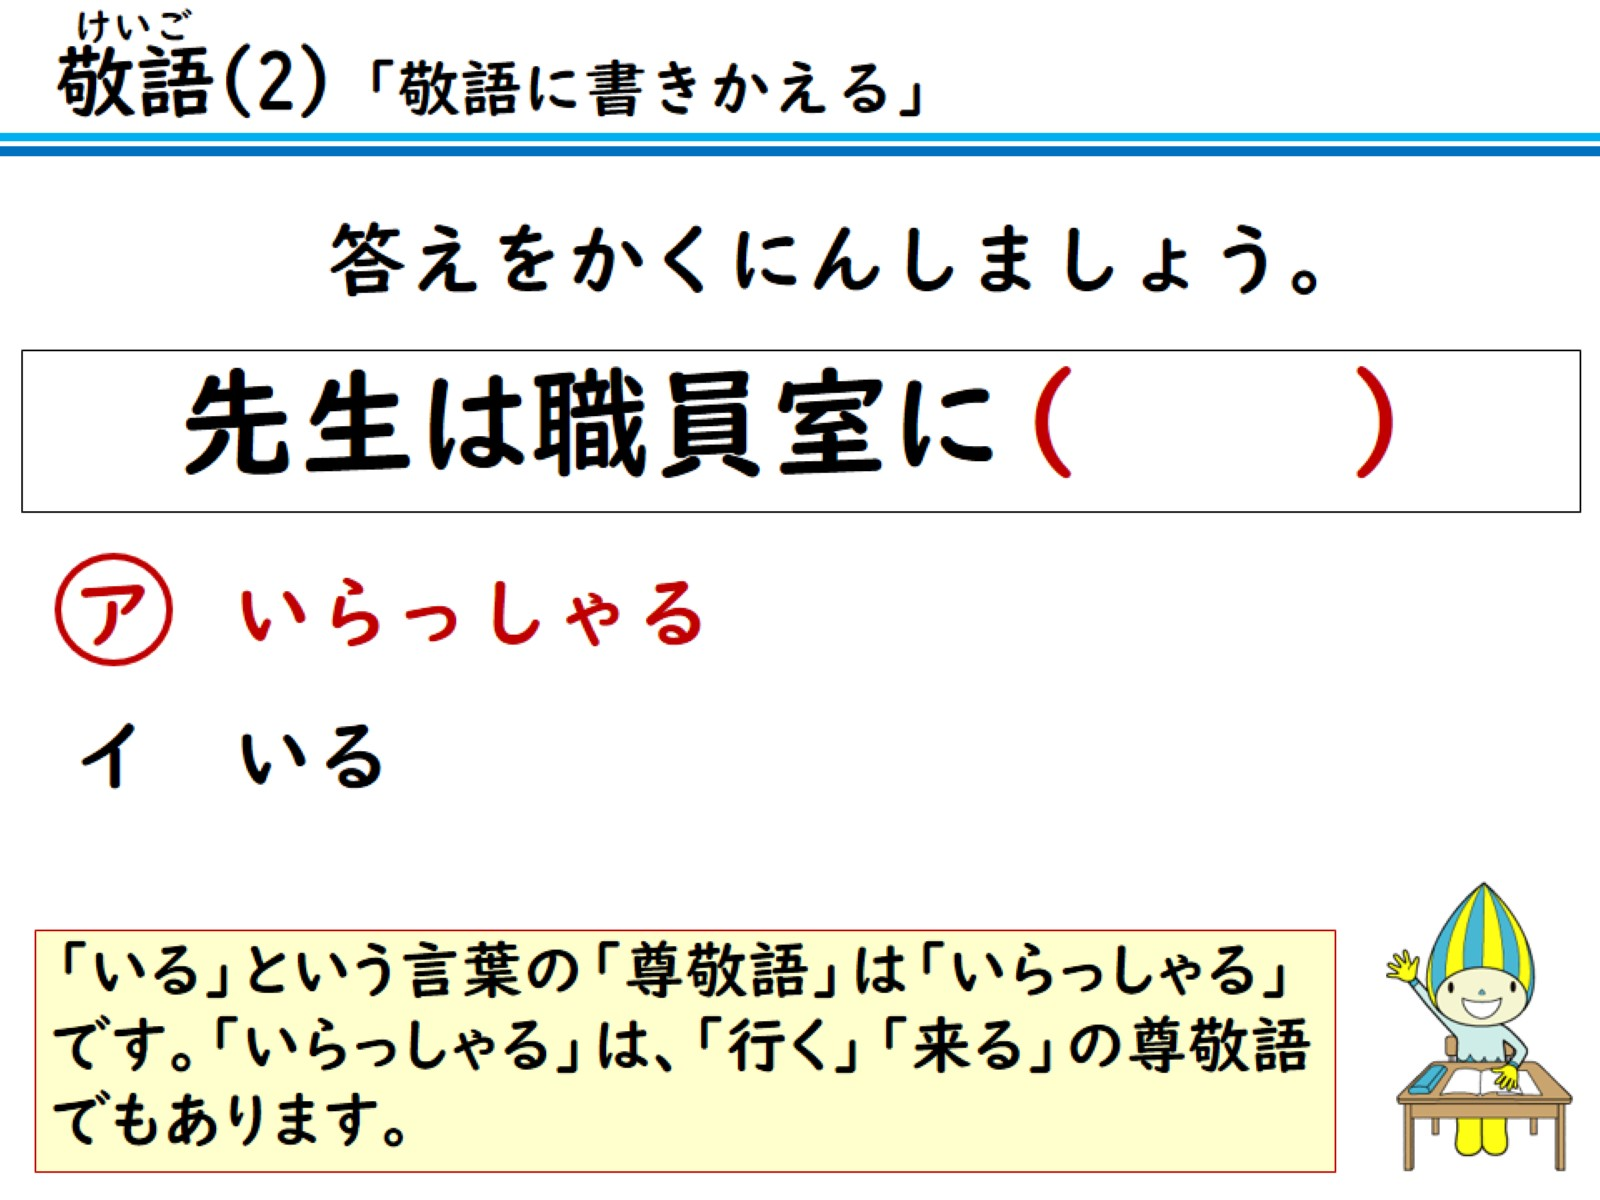 けいご
敬語(2)「敬語に書きかえる」
答えをかくにんしましょう。
先生は職員室に(　　　)
ア　いらっしゃる
イ　いる
「いる」という言葉の「尊敬語」は「いらっしゃる」
です。「いらっしゃる」は、「行く」「来る」の尊敬語
でもあります。